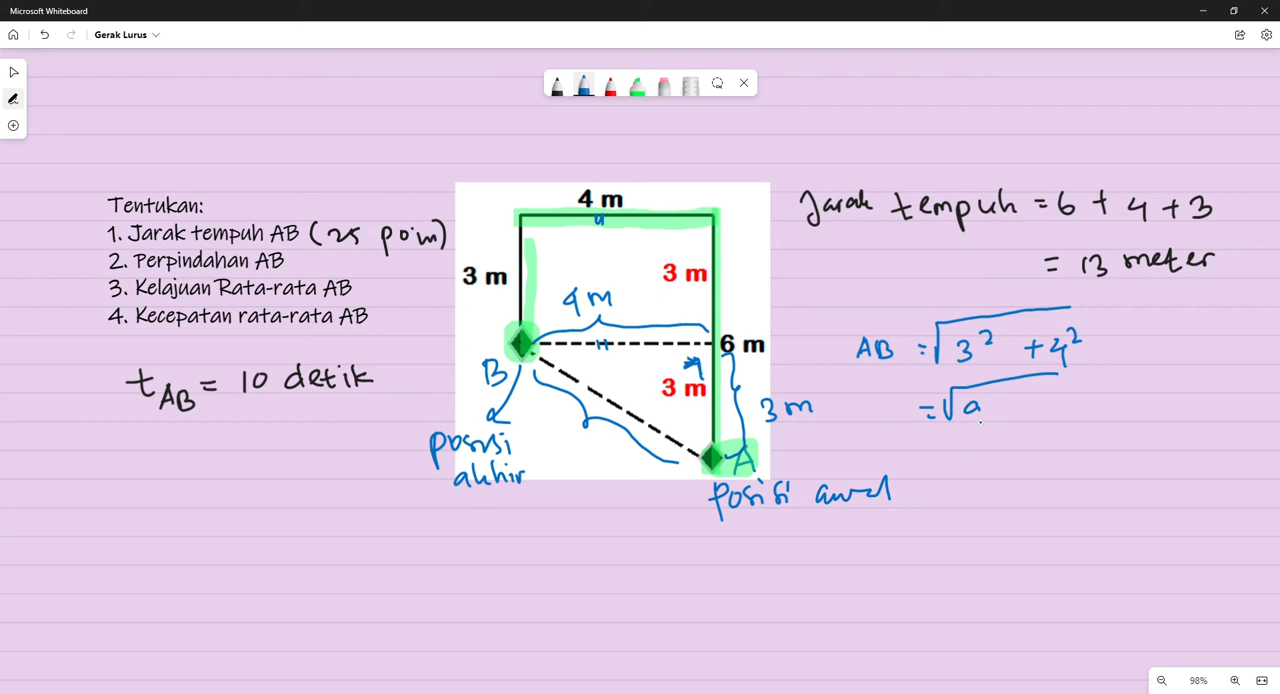 Microsoft Whiteboard
Gerak Lurus
Tentukan:
1. Jarak tempuh AB (25 poin)
2. Perpindahan AB
3. Kelajuan Rata-rata AB
4. Kecepatan rata-rata AB
t AB = 10 detik
4 m
3 m
3 m
4 m
6 m
3 m
3 m
B
A
posisi
akhir
posisi awal
Jarak tempuh = 6 + 4 + 3
= 13 meter
AB = √3² + 4²
= √9
98%